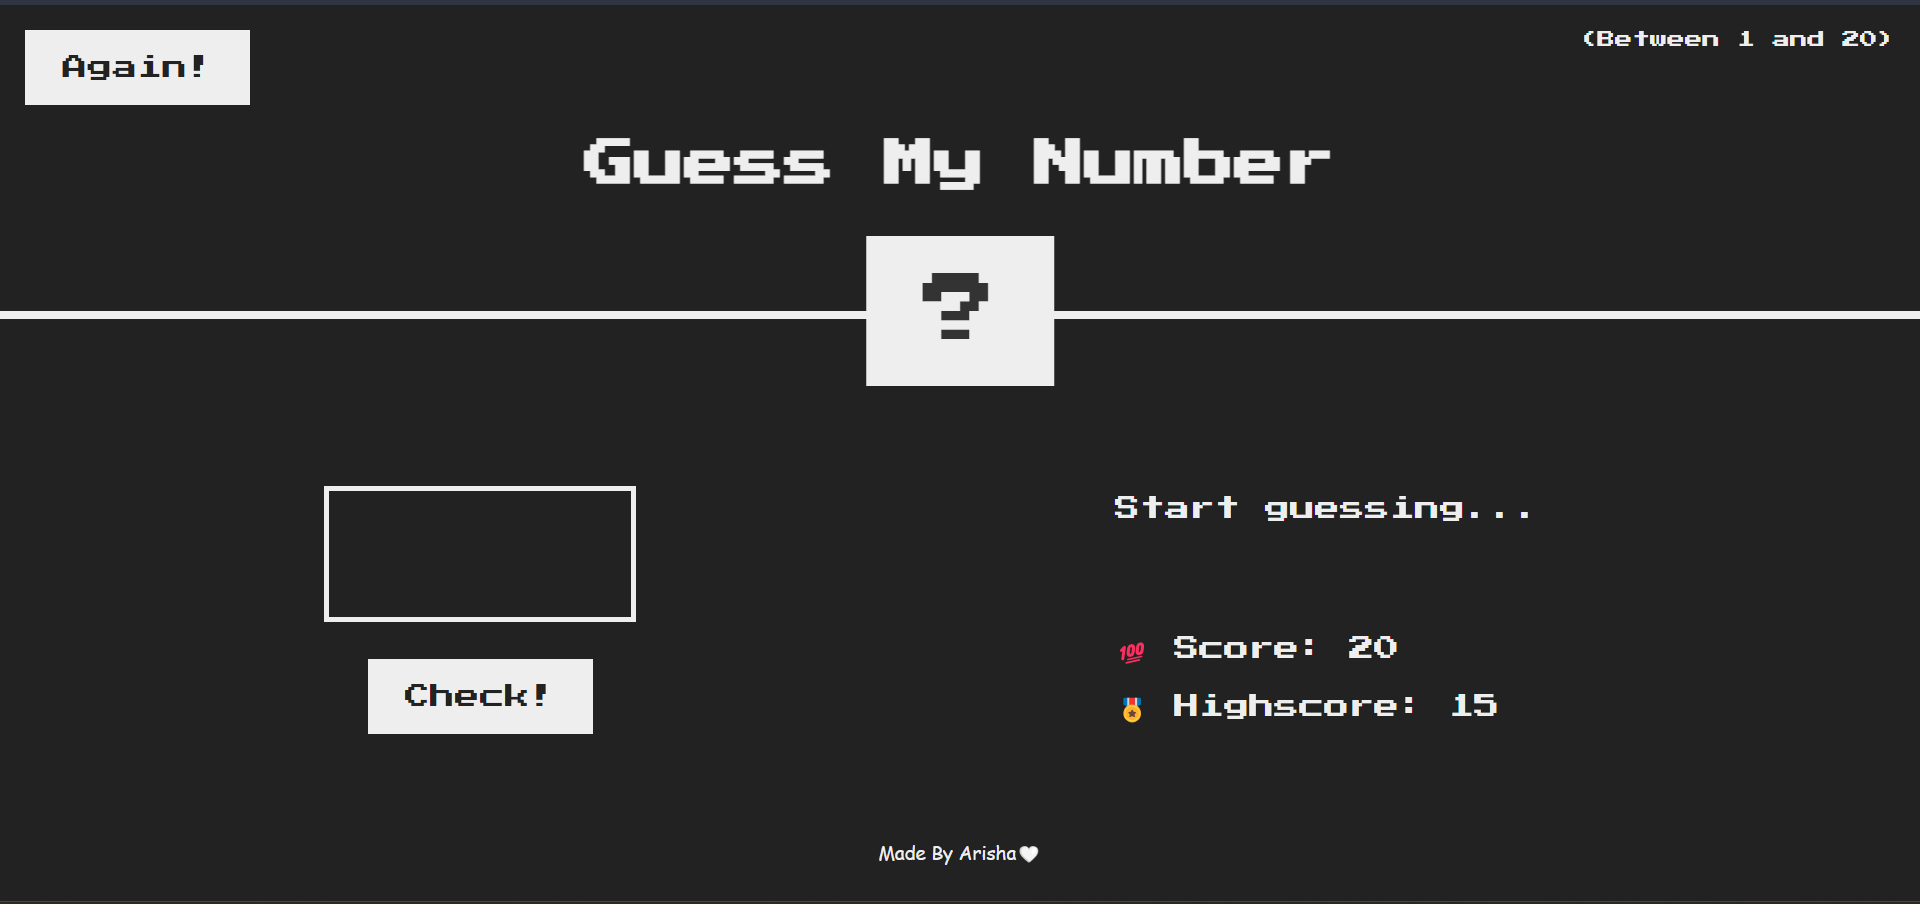 Again!
(Between 1 and 20)
Guess My Number
?
Start guessing...
💯 Score: 20
🏅 Highscore: 15
Check!
Made By Arisha🤍